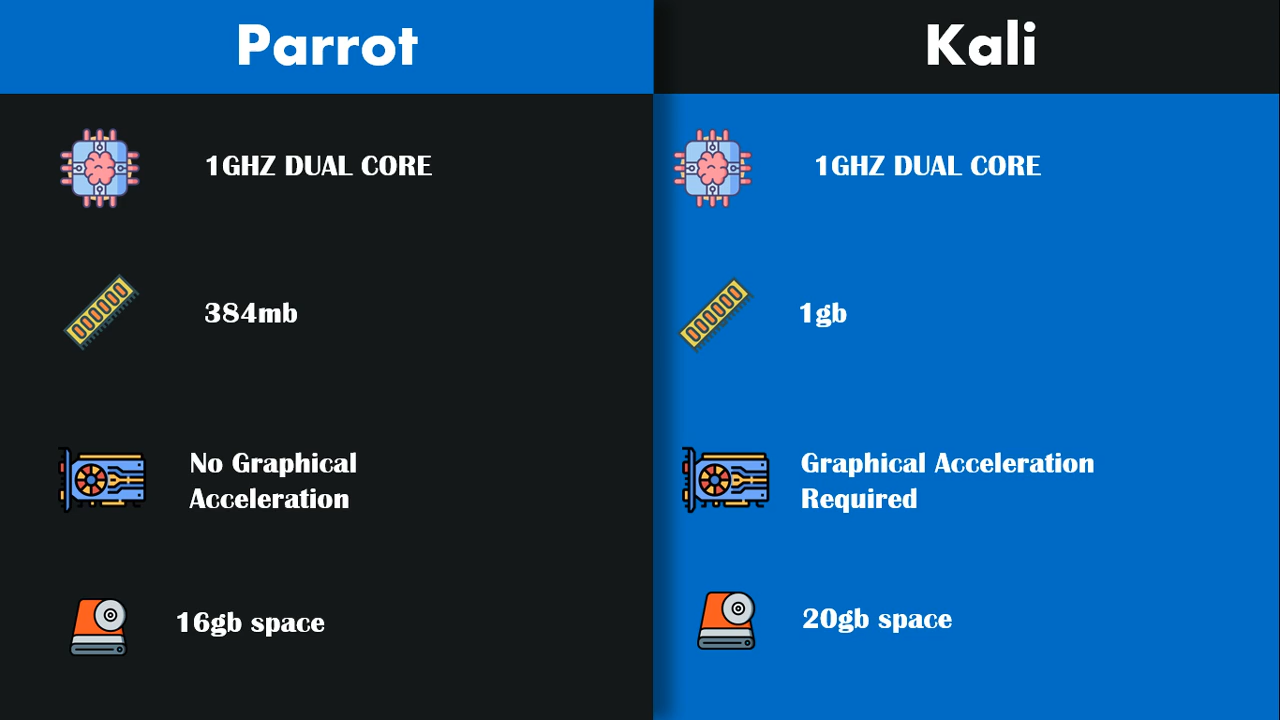 Parrot
1GHZ DUAL CORE
384mb
No Graphical
Acceleration
16gb space
Kali
1GHZ DUAL CORE
1gb
Graphical Acceleration
Required
20gb space